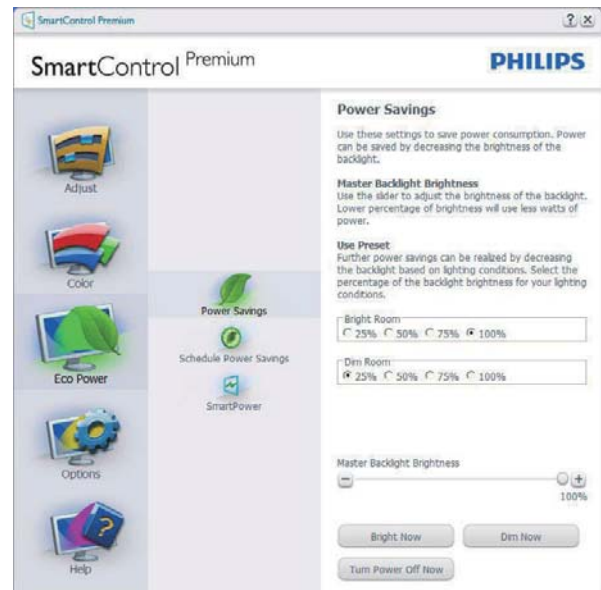 SmartControl Premium
? x
SmartControl Premium
PHILIPS
Adjust
Color
Eco Power
Options
Help
Power Savings
Schedule Power Savings
SmartPower
Power Savings
Use these settings to save power consumption. Power
can be saved by decreasing the brightness of the
backlight.
Master Backlight Brightness
Use the slider to adjust the brightness of the backlight.
Lower percentage of brightness will use less watts of
power.
Use Preset
Further power savings can be realized by decreasing
the backlight based on lighting conditions. Select the
percentage of the backlight brightness for your lighting
conditions.
Bright Room
25% 50% 75% 100%
Dim Room
25% 50% 75% 100%
Master Backlight Brightness
- +
100%
Bright Now Dim Now
Turn Power Off Now